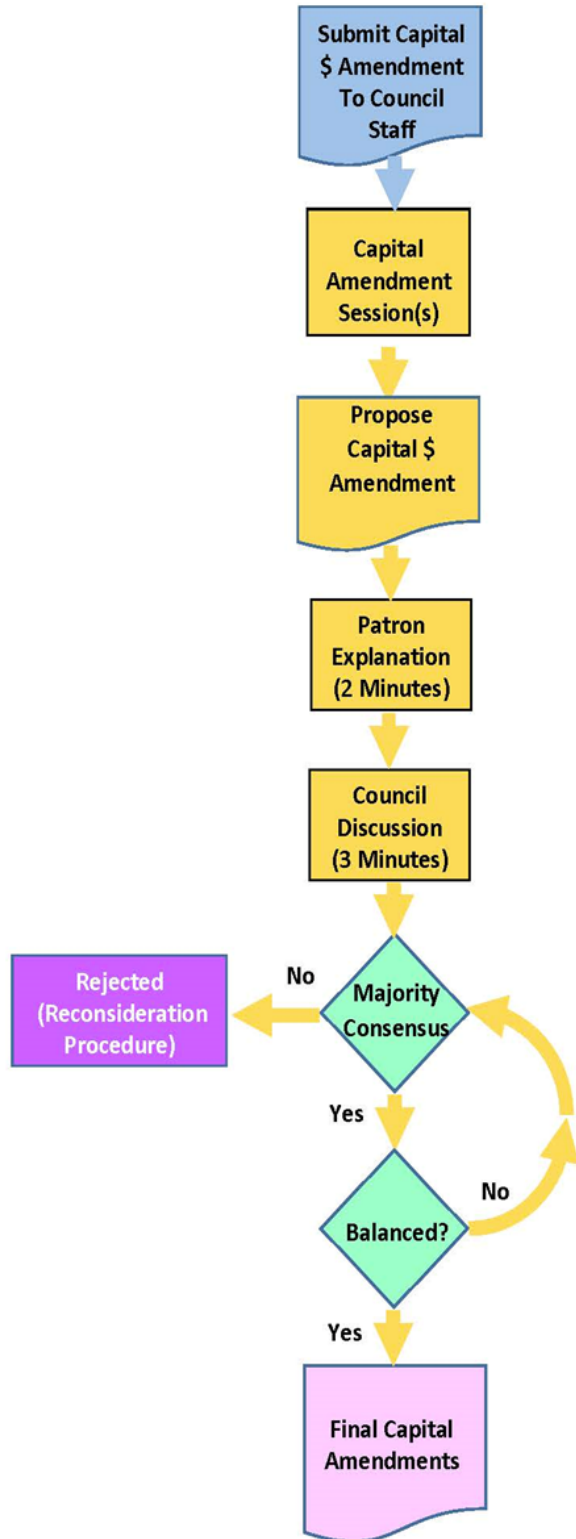 Submit Capital
$ Amendment
To Council
Staff
Capital
Amendment
Session(s)
Propose
Capital $
Amendment
Patron
Explanation
(2 Minutes)
Council
Discussion
(3 Minutes)
Majority
Consensus
No
Rejected
(Reconsideration
Procedure)
Yes
Balanced?
No
Yes
Final Capital
Amendments